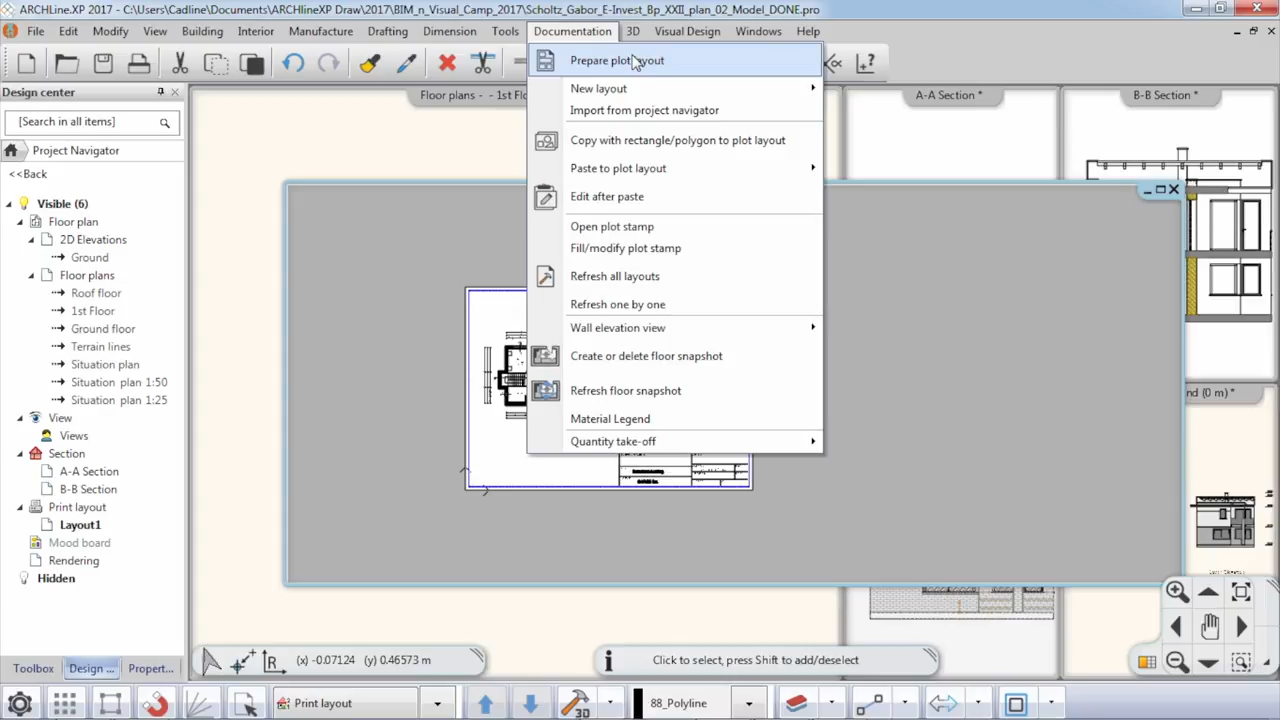 ARCHLine.XP 2017 - C:\Users\Cadline\Documents\ARCHlineXP Draw\2017\BIM_n_Visual_Camp_2017\Scholtz_Gabor_E-Invest_Bp_XXII_plan_02_Model_DONE.pro
File Edit Modify View Building Interior Manufacture Drafting Dimension Tools Documentation 3D Visual Design Windows Help
Design center
[Search in all items]
Project Navigator
<<Back
Visible (6)
Floor plan
2D Elevations
Ground
Floor plans
Roof floor
1st Floor
Ground floor
Terrain lines
Situation plan
Situation plan 1:50
Situation plan 1:25
View
Views
Section
A-A Section
B-B Section
Print layout
Layout1
Mood board
Rendering
Hidden
Toolbox Design ... Propert...
Floor plans - - 1st Flo
A-A Section *
B-B Section *
nd (0 m) *
Prepare plot layout
New layout
Import from project navigator
Copy with rectangle/polygon to plot layout
Paste to plot layout
Edit after paste
Open plot stamp
Fill/modify plot stamp
Refresh all layouts
Refresh one by one
Wall elevation view
Create or delete floor snapshot
Refresh floor snapshot
Material Legend
Quantity take-off
R (x) -0.07124 (y) 0.46573 m
Click to select, press Shift to add/deselect
Print layout
3D
88_Polyline